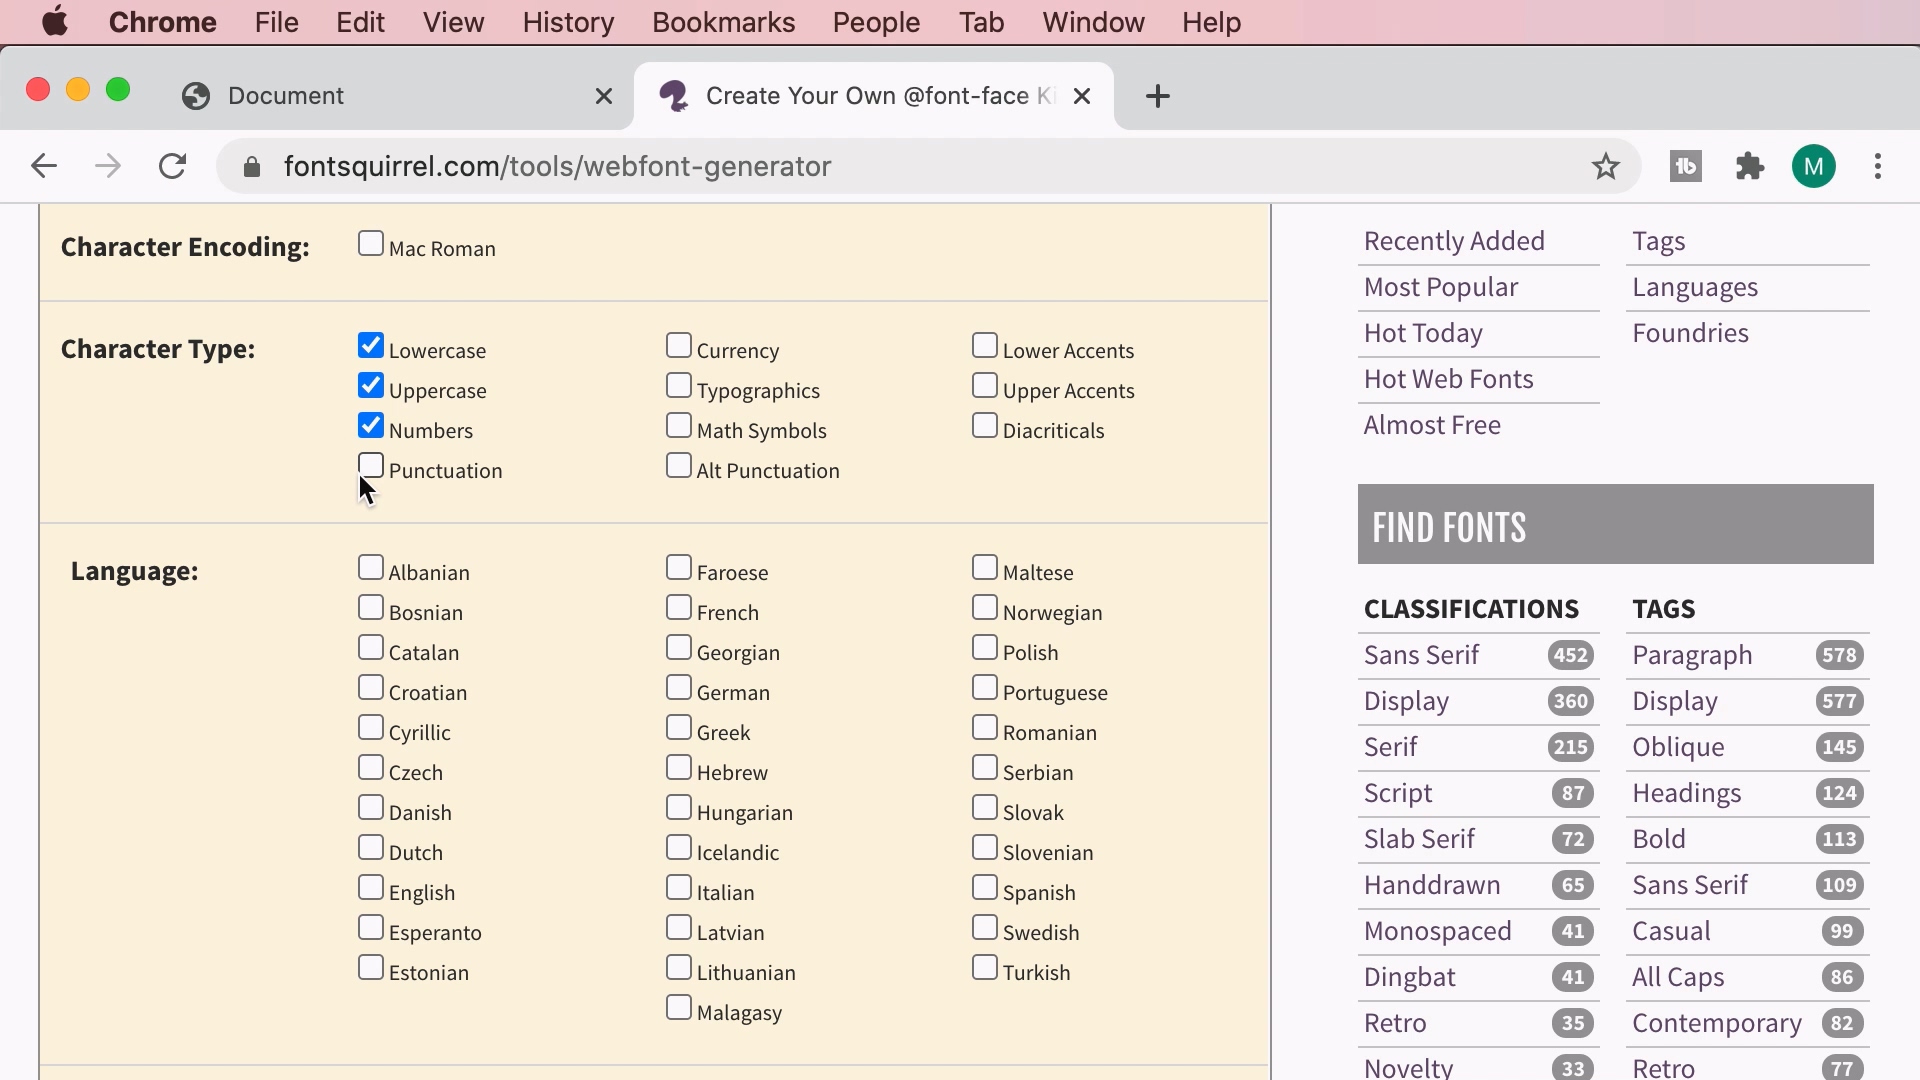 Chrome File Edit View History Bookmarks People Tab Window Help
Document Create Your Own @font-face Ki
fontsquirrel.com/tools/webfont-generator M
Character Encoding: Mac Roman
Character Type: Lowercase Currency Lower Accents
Uppercase Typographics Upper Accents
Numbers Math Symbols Diacriticals
Punctuation Alt Punctuation
Language: Albanian Faroese Maltese
Bosnian French Norwegian
Catalan Georgian Polish
Croatian German Portuguese
Cyrillic Greek Romanian
Czech Hebrew Serbian
Danish Hungarian Slovak
Dutch Icelandic Slovenian
English Italian Spanish
Esperanto Latvian Swedish
Estonian Lithuanian Turkish
Malagasy
Recently Added Tags
Most Popular Languages
Hot Today Foundries
Hot Web Fonts
Almost Free
FIND FONTS
CLASSIFICATIONS TAGS
Sans Serif 452 Paragraph 578
Display 360 Display 577
Serif 215 Oblique 145
Script 87 Headings 124
Slab Serif 72 Bold 113
Handdrawn 65 Sans Serif 109
Monospaced 41 Casual 99
Dingbat 41 All Caps 86
Retro 35 Contemporary 82
Novelty 33 Retro 77